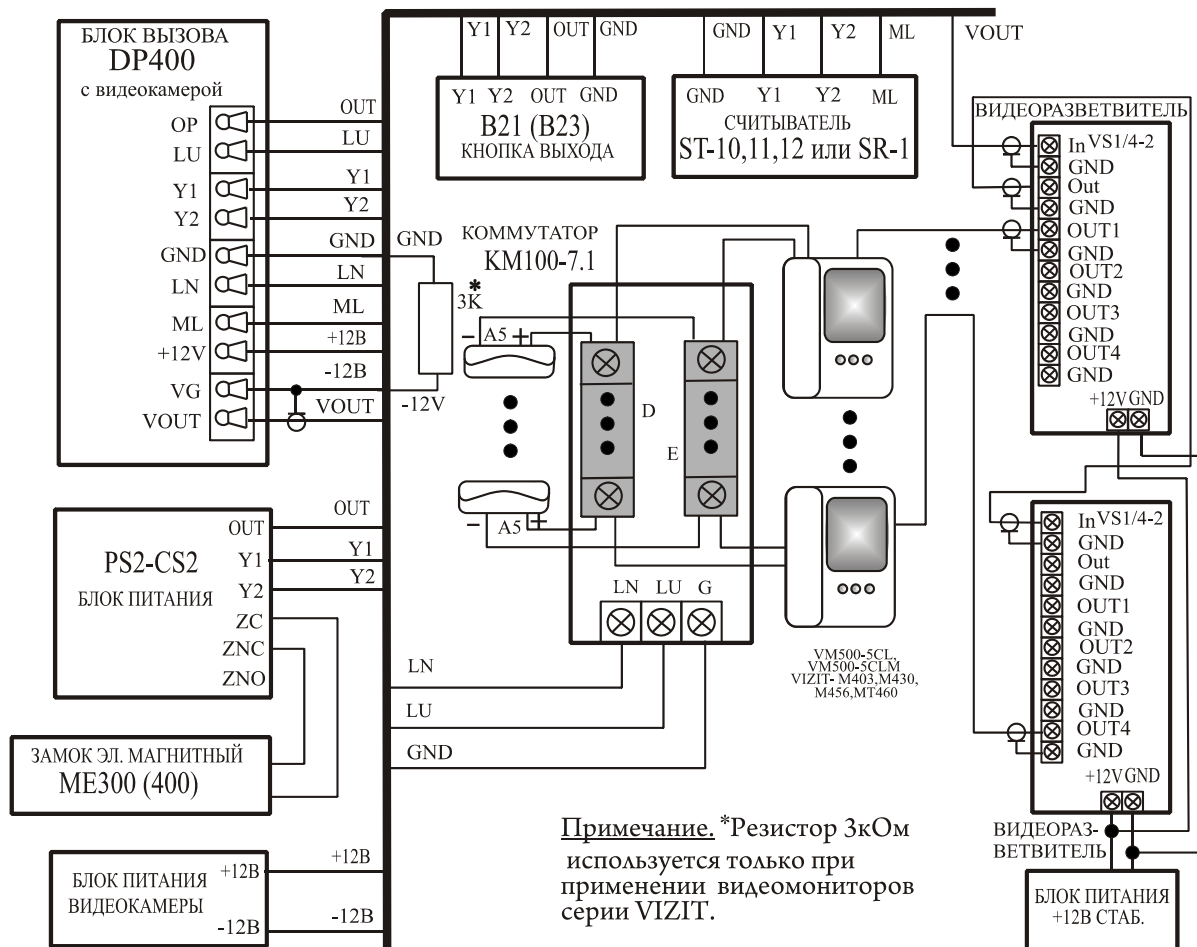 БЛОК ВЫЗОВА
DP400
с видеокамерой
OP
LU
Y1
Y2
GND
LN
ML
+12V
VG
VOUT
OUT
LU
Y1
Y2
GND
LN
ML
+12В
-12В
VOUT
GND
*
3K
-12V
Y1 Y2 OUT GND
Y1 Y2 OUT GND
B21 (B23)
КНОПКА ВЫХОДА
GND Y1 Y2 ML
GND Y1 Y2 ML
СЧИТЫВАТЕЛЬ
ST-10,11,12 или SR-1
VOUT
КОММУТАТОР
KM100-7.1
- A5 +
- A5 +
D
E
LN LU G
LN
LU
GND
VM500-5CL,
VM500-5CLM
VIZIT- M403,M430,
M456,MT460
ВИДЕОРАЗВЕТВИТЕЛЬ
In VS1/4-2
GND
Out
GND
OUT1
GND
OUT2
GND
OUT3
GND
OUT4
GND
+12V GND
In VS1/4-2
GND
Out
GND
OUT1
GND
OUT2
GND
OUT3
GND
OUT4
GND
+12V GND
ВИДЕОРАЗ-
ВЕТВИТЕЛЬ
БЛОК ПИТАНИЯ
+12В СТАБ.
PS2-CS2
БЛОК ПИТАНИЯ
OUT
Y1
Y2
ZC
ZNC
ZNO
OUT
Y1
Y2
ЗАМОК ЭЛ. МАГНИТНЫЙ
ME300 (400)
БЛОК ПИТАНИЯ
ВИДЕОКАМЕРЫ
+12В
-12В
+12В
-12В
Примечание. *Резистор 3кОм
используется только при
применении видеомониторов
серии VIZIT.